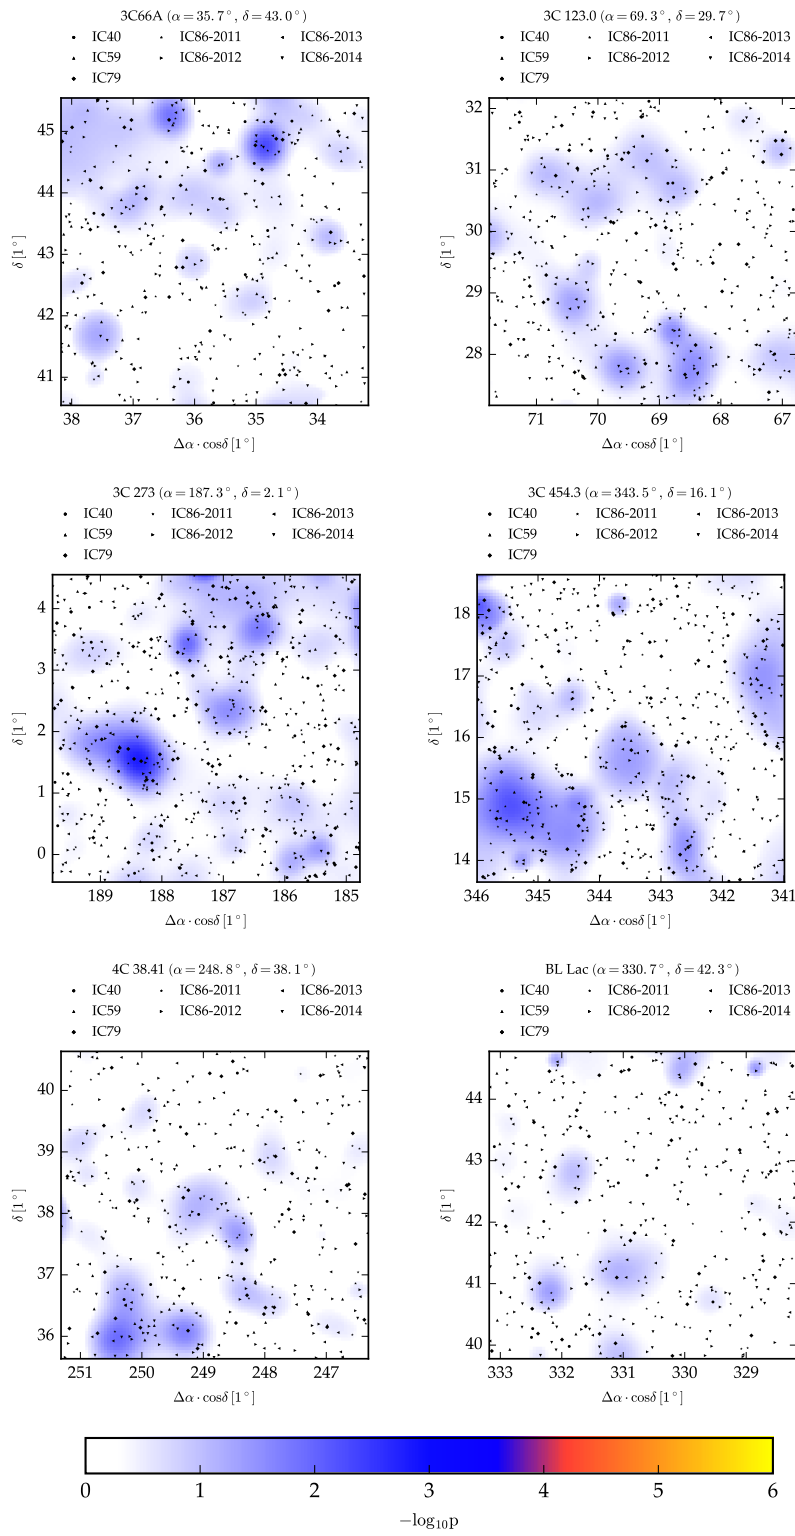 3C66A (α = 35.7°, δ = 43.0°)
IC40 IC86-2011 IC86-2013
IC59 IC86-2012 IC86-2014
IC79
45
44
43
42
41
δ [1°]
38 37 36 35 34
Δα · cosδ [1°]
3C 123.0 (α = 69.3°, δ = 29.7°)
IC40 IC86-2011 IC86-2013
IC59 IC86-2012 IC86-2014
IC79
32
31
30
29
28
δ [1°]
71 70 69 68 67
Δα · cosδ [1°]
3C 273 (α = 187.3°, δ = 2.1°)
IC40 IC86-2011 IC86-2013
IC59 IC86-2012 IC86-2014
IC79
4
3
2
1
0
δ [1°]
189 188 187 186 185
Δα · cosδ [1°]
3C 454.3 (α = 343.5°, δ = 16.1°)
IC40 IC86-2011 IC86-2013
IC59 IC86-2012 IC86-2014
IC79
18
17
16
15
14
δ [1°]
346 345 344 343 342 341
Δα · cosδ [1°]
4C 38.41 (α = 248.8°, δ = 38.1°)
IC40 IC86-2011 IC86-2013
IC59 IC86-2012 IC86-2014
IC79
40
39
38
37
36
δ [1°]
251 250 249 248 247
Δα · cosδ [1°]
BL Lac (α = 330.7°, δ = 42.3°)
IC40 IC86-2011 IC86-2013
IC59 IC86-2012 IC86-2014
IC79
44
43
42
41
40
δ [1°]
333 332 331 330 329
Δα · cosδ [1°]
0 1 2 3 4 5 6
−log₁₀p